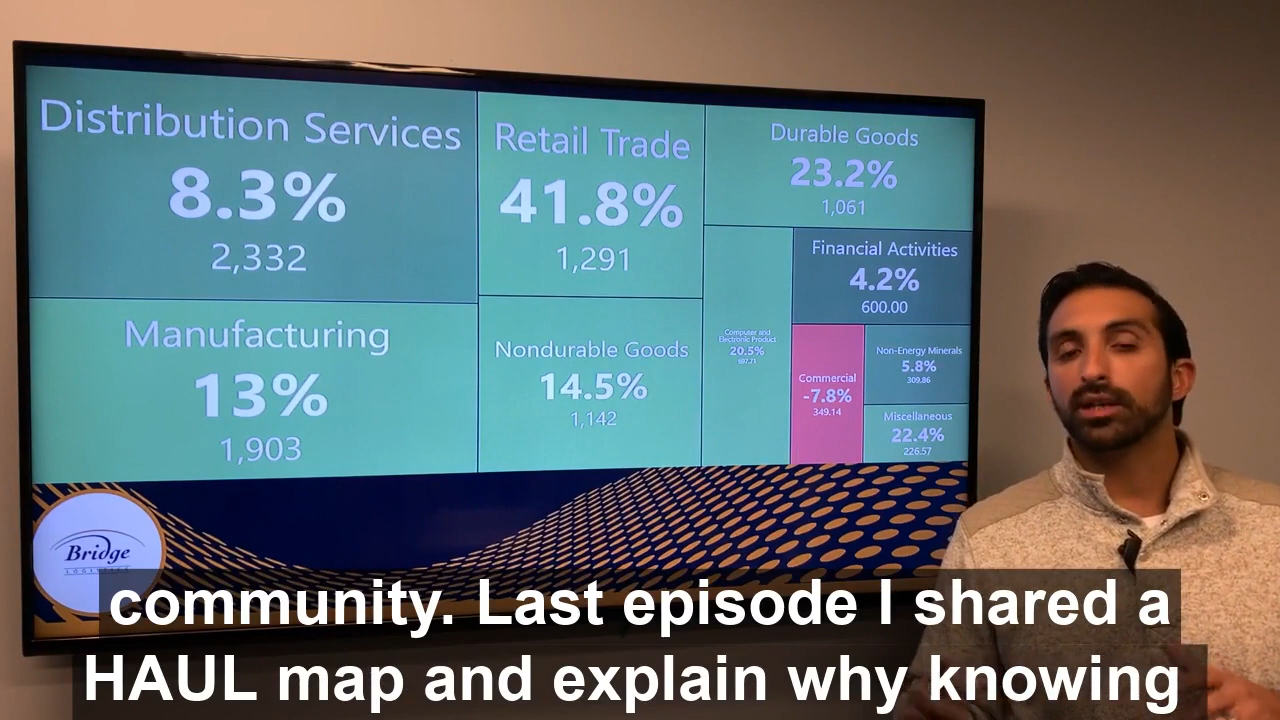 Distribution Services
8.3%
2,332
Manufacturing
13%
1,903
Retail Trade
41.8%
1,291
Nondurable Goods
14.5%
1,142
Durable Goods
23.2%
1,061
Computer and
Electronic Product
20.5%
Financial Activities
4.2%
600.00
Commercial
-7.8%
349.14
Non-Energy Minerals
5.8%
309.86
Miscellaneous
22.4%
226.57
Bridge
community. Last episode I shared a
HAUL map and explain why knowing